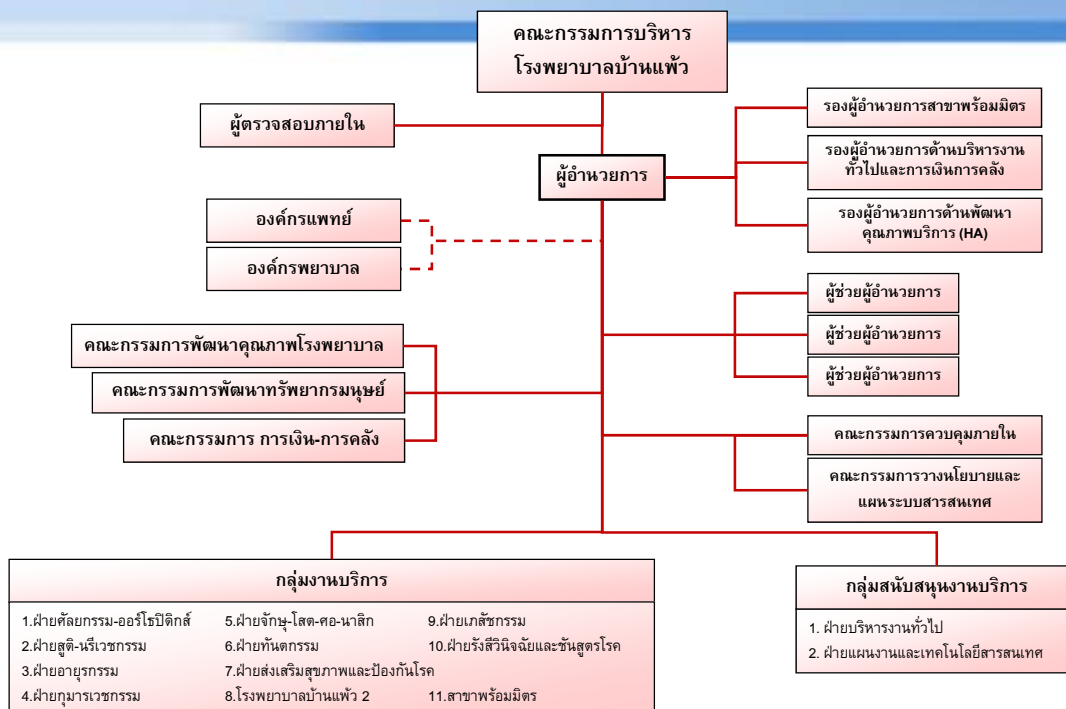 คณะกรรมการบริหาร
โรงพยาบาลบ้านแพ้ว
ผู้ตรวจสอบภายใน
ผู้อำนวยการ
รองผู้อำนวยการสาขาพร้อมมิตร
รองผู้อำนวยการด้านบริหารงาน
ทั่วไปและการเงินการคลัง
รองผู้อำนวยการด้านพัฒนา
คุณภาพบริการ (HA)
องค์กรแพทย์
องค์กรพยาบาล
ผู้ช่วยผู้อำนวยการ
ผู้ช่วยผู้อำนวยการ
ผู้ช่วยผู้อำนวยการ
คณะกรรมการพัฒนาคุณภาพโรงพยาบาล
คณะกรรมการพัฒนาทรัพยากรมนุษย์
คณะกรรมการ การเงิน-การคลัง
คณะกรรมการควบคุมภายใน
คณะกรรมการวางนโยบายและ
แผนระบบสารสนเทศ
กลุ่มงานบริการ
1.ฝ่ายศัลยกรรม-ออร์โธปิดิกส์
2.ฝ่ายสูติ-นรีเวชกรรม
3.ฝ่ายอายุรกรรม
4.ฝ่ายกุมารเวชกรรม
5.ฝ่ายจักษุ-โสต-ศอ-นาสิก
6.ฝ่ายทันตกรรม
7.ฝ่ายส่งเสริมสุขภาพและป้องกันโรค
8.โรงพยาบาลบ้านแพ้ว 2
9.ฝ่ายเภสัชกรรม
10.ฝ่ายรังสีวินิจฉัยและชันสูตรโรค
11.สาขาพร้อมมิตร
กลุ่มสนับสนุนงานบริการ
1. ฝ่ายบริหารงานทั่วไป
2. ฝ่ายแผนงานและเทคโนโลยีสารสนเทศ